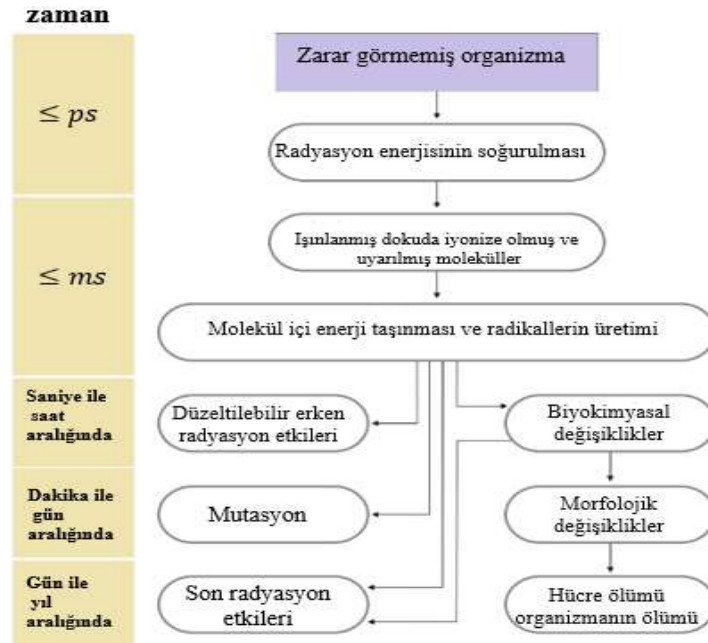 zaman
Zarar görmemiş organizma
≤ ps
Radyasyon enerjisinin soğurulması
Işınlanmış dokuda iyonize olmuş ve
uyarılmış moleküller
≤ ms
Molekül içi enerji taşınması ve radikallerin üretimi
Saniye ile
saat
aralığında
Düzeltilebilir erken
radyasyon etkileri
Biyokimyasal
değişiklikler
Dakika ile
gün
aralığında
Mutasyon
Morfolojik
değişiklikler
Gün ile
yıl
aralığında
Son radyasyon
etkileri
Hücre ölümü
organizmanın ölümü